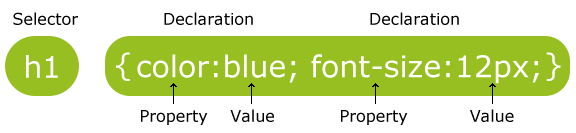 Selector Declaration Declaration
h1 {color:blue; font-size:12px;}
Property Value Property Value